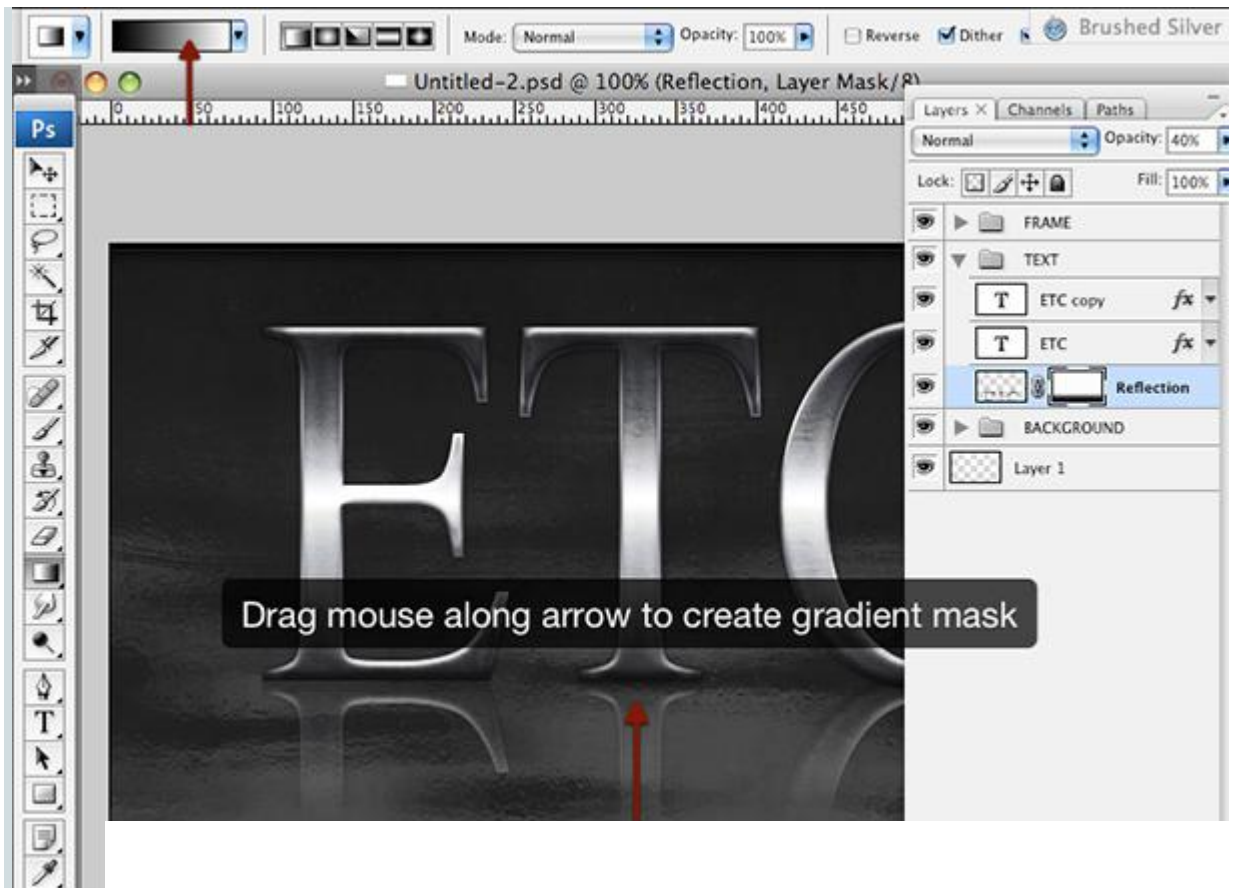 Mode: Normal Opacity: 100% Reverse Dither Brushed Silver
Untitled-2.psd @ 100% (Reflection, Layer Mask/8)
0 50 100 150 200 250 300 350 400 450
Ps
Layers × Channels Paths
Normal Opacity: 40%
Lock: Fill: 100%
FRAME
TEXT
T ETC copy fx
T ETC fx
Reflection
BACKGROUND
Layer 1
ETC
Drag mouse along arrow to create gradient mask
T